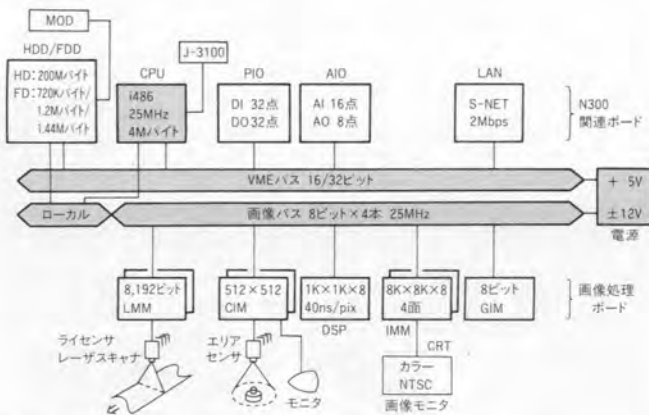 MOD
HDD/FDD
HD:200Mバイト
FD:720Kバイト/
1.2Mバイト/
1.44Mバイト
CPU
i486
25MHz
4Mバイト
J-3100
PIO
DI 32点
DO 32点
AIO
AI 16点
AO 8点
LAN
S-NET
2Mbps
N300
関連ボード
VMEバス 16/32ビット
ローカル
画像バス 8ビット×4本 25MHz
+ 5V
±12V
電源
8,192ビット
LMM
512×512
CIM
1K×1K×8
40ns/pix
DSP
8K×8K×8
4面
IMM
8ビット
GIM
画像処理
ボード
ライセンサ
レーザスキャナ
エリア
センサ
モニタ
CRT
カラー
NTSC
画像モニタ